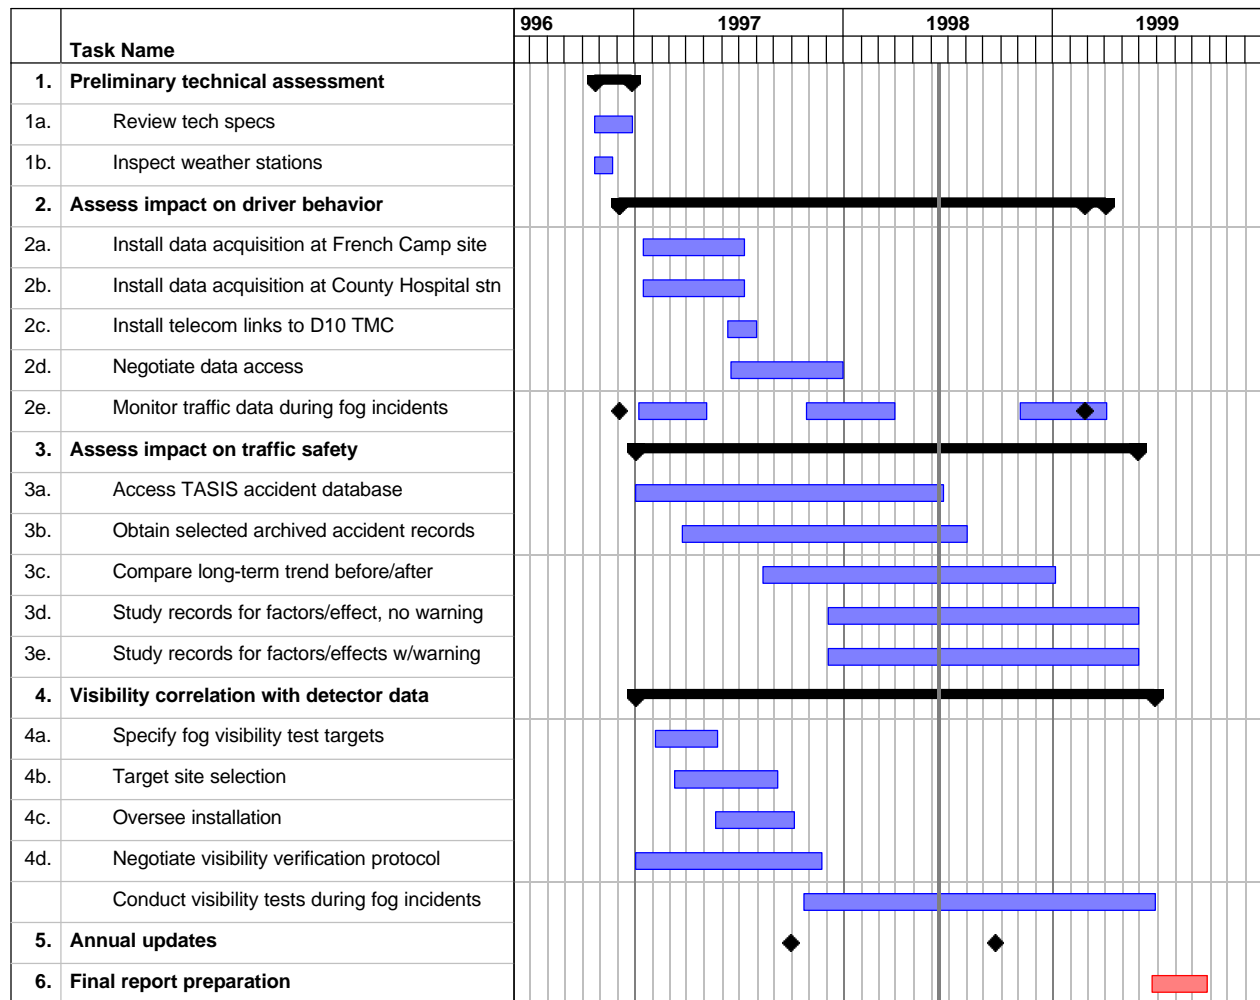 996 1997 1998 1999
Task Name
1. Preliminary technical assessment
1a. Review tech specs
1b. Inspect weather stations
2. Assess impact on driver behavior
2a. Install data acquisition at French Camp site
2b. Install data acquisition at County Hospital stn
2c. Install telecom links to D10 TMC
2d. Negotiate data access
2e. Monitor traffic data during fog incidents
3. Assess impact on traffic safety
3a. Access TASIS accident database
3b. Obtain selected archived accident records
3c. Compare long-term trend before/after
3d. Study records for factors/effect, no warning
3e. Study records for factors/effects w/warning
4. Visibility correlation with detector data
4a. Specify fog visibility test targets
4b. Target site selection
4c. Oversee installation
4d. Negotiate visibility verification protocol
Conduct visibility tests during fog incidents
5. Annual updates
6. Final report preparation